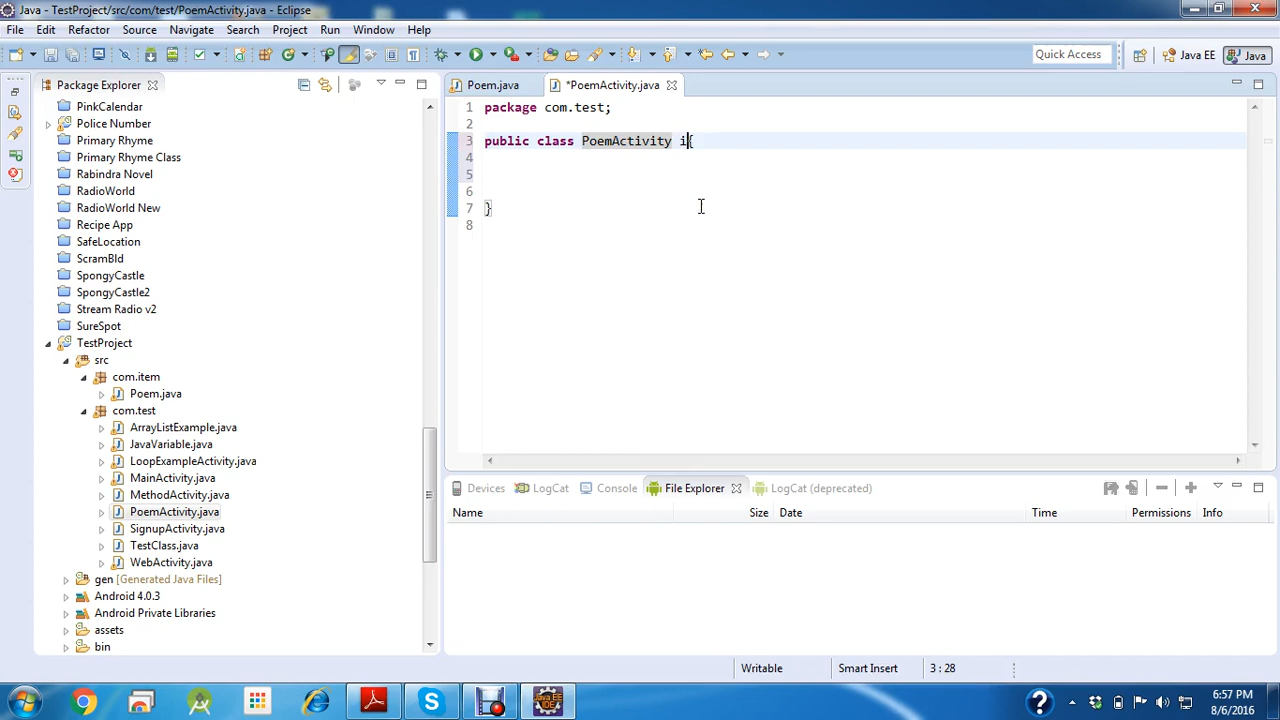 Java - TestProject/src/com/test/PoemActivity.java - Eclipse
File Edit Refactor Source Navigate Search Project Run Window Help
Quick Access
Java EE
Java
Package Explorer
PinkCalendar
Police Number
Primary Rhyme
Primary Rhyme Class
Rabindra Novel
RadioWorld
RadioWorld New
Recipe App
SafeLocation
ScramBld
SpongyCastle
SpongyCastle2
Stream Radio v2
SureSpot
TestProject
src
com.item
Poem.java
com.test
ArrayListExample.java
JavaVariable.java
LoopExampleActivity.java
MainActivity.java
MethodActivity.java
PoemActivity.java
SignupActivity.java
TestClass.java
WebActivity.java
gen [Generated Java Files]
Android 4.0.3
Android Private Libraries
assets
bin
Poem.java *PoemActivity.java
1 package com.test;
2
3 public class PoemActivity i{
4
5
6
7 }
8
Devices LogCat Console File Explorer LogCat (deprecated)
Name Size Date Time Permissions Info
Writable Smart Insert 3 : 28
6:57 PM
8/6/2016